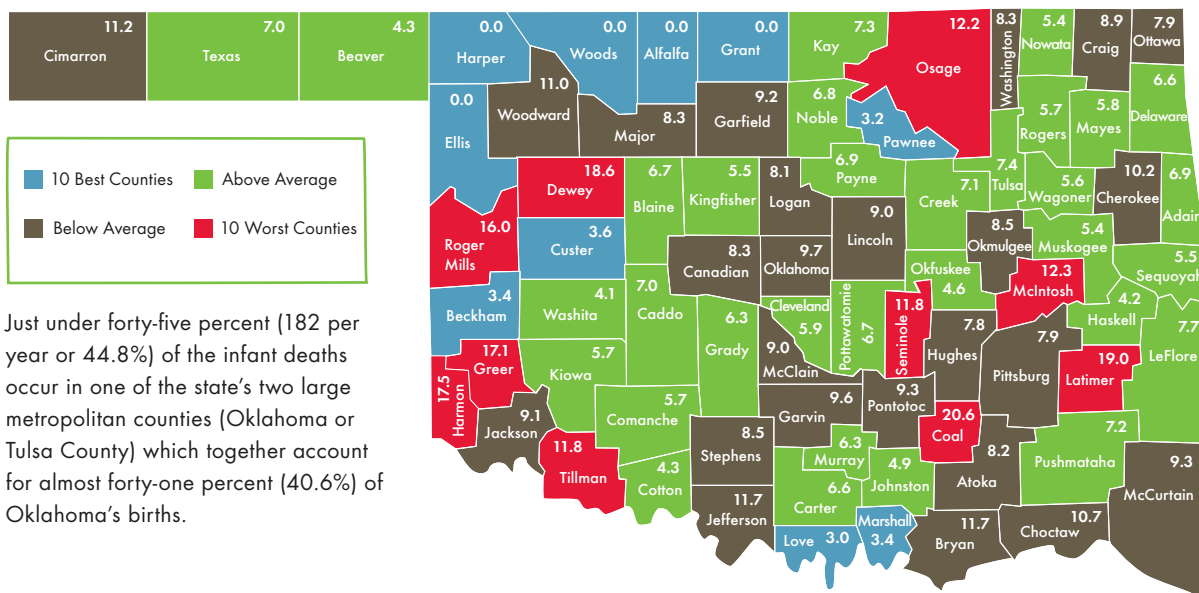 11.2
Cimarron
7.0
Texas
4.3
Beaver
0.0
Harper
0.0
Woods
0.0
Alfalfa
0.0
Grant
7.3
Kay
12.2
Osage
8.3
Washington
5.4
Nowata
8.9
Craig
7.9
Ottawa
0.0
Ellis
11.0
Woodward
8.3
Major
9.2
Garfield
6.8
Noble
3.2
Pawnee
5.7
Rogers
5.8
Mayes
6.6
Delaware
10 Best Counties
Above Average
Below Average
10 Worst Counties
18.6
Dewey
6.7
Blaine
5.5
Kingfisher
8.1
Logan
6.9
Payne
7.1
Creek
7.4
Tulsa
5.6
Wagoner
10.2
Cherokee
6.9
Adair
16.0
Roger
Mills
3.6
Custer
8.3
Canadian
9.7
Oklahoma
9.0
Lincoln
8.5
Okmulgee
5.4
Muskogee
5.5
Sequoyah
3.4
Beckham
4.1
Washita
7.0
Caddo
6.3
Grady
Cleveland
5.9
Pottawatomie
6.7
11.8
Seminole
Okfuskee
4.6
12.3
McIntosh
4.2
Haskell
7.7
LeFlore
Just under forty-five percent (182 per
year or 44.8%) of the infant deaths
occur in one of the state's two large
metropolitan counties (Oklahoma or
Tulsa County) which together account
for almost forty-one percent (40.6%) of
Oklahoma's births.
17.1
Greer
17.5
Harmon
5.7
Kiowa
9.0
McClain
7.8
Hughes
7.9
Pittsburg
19.0
Latimer
9.1
Jackson
5.7
Comanche
9.6
Garvin
9.3
Pontotoc
20.6
Coal
7.2
Pushmataha
11.8
Tillman
4.3
Cotton
8.5
Stephens
6.3
Murray
4.9
Johnston
8.2
Atoka
9.3
McCurtain
11.7
Jefferson
6.6
Carter
Love 3.0
Marshall
3.4
11.7
Bryan
10.7
Choctaw